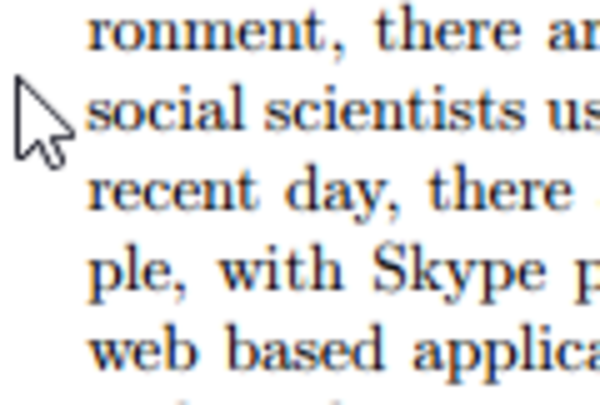 ronment, there ar
social scientists us
recent day, there
ple, with Skype p
web based applica